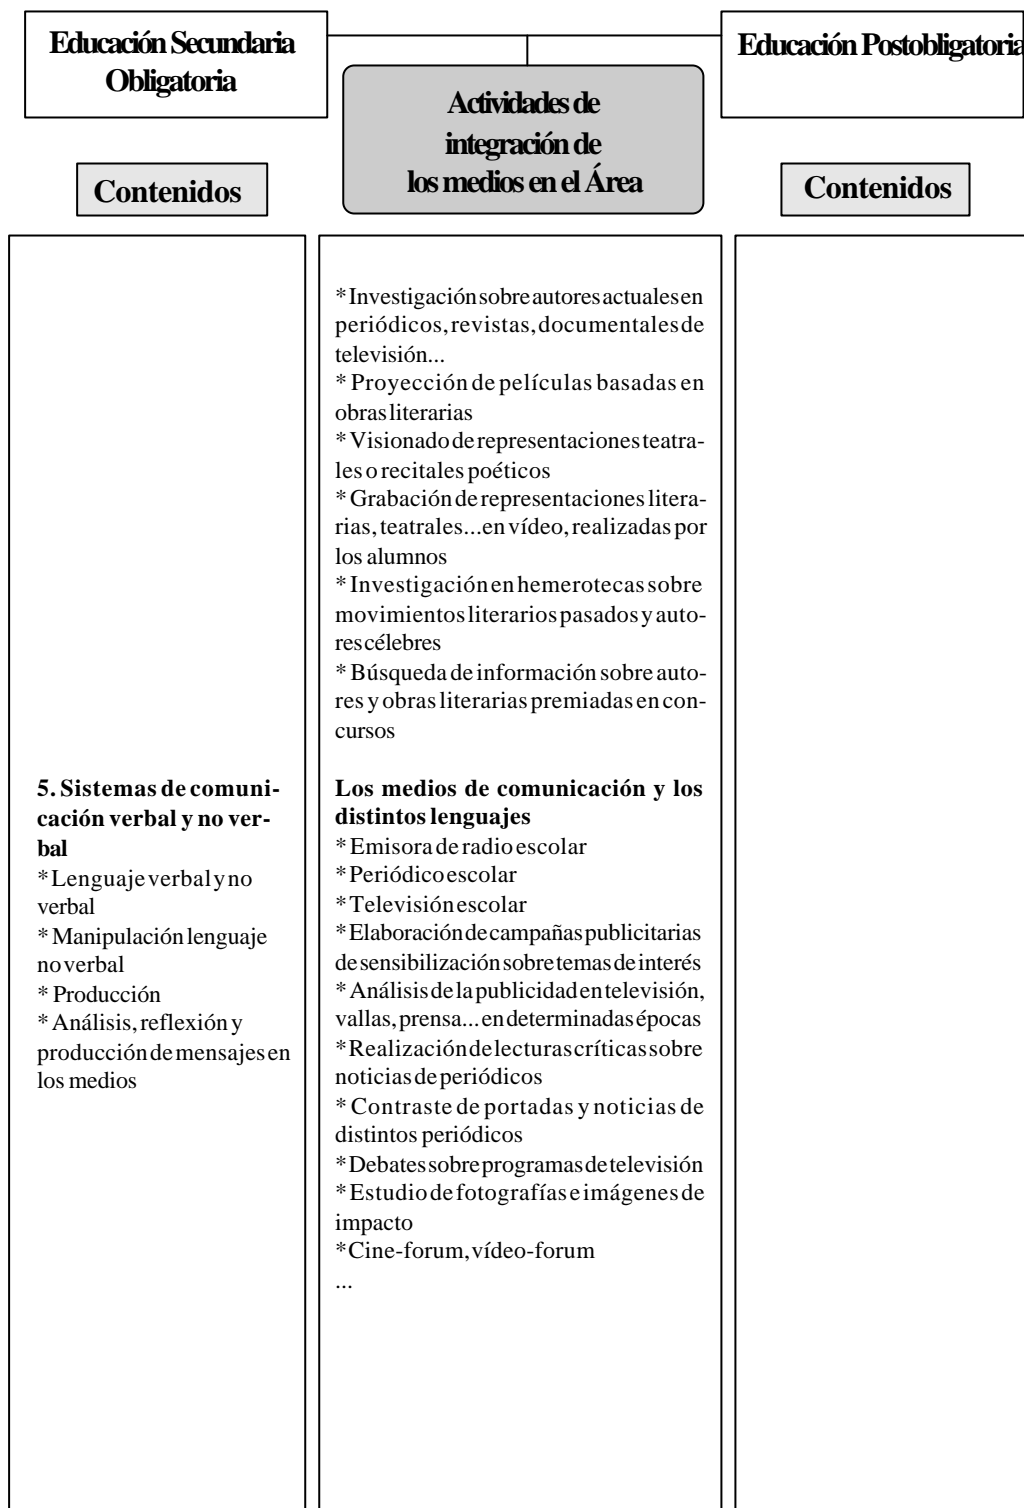 Educación Secundaria
Obligatoria
Actividades de
integración de
los medios en el Área
Educación Postobligatoria
Contenidos
Contenidos
5. Sistemas de comuni-
cación verbal y no ver-
bal
* Lenguaje verbal y no
verbal
* Manipulación lenguaje
no verbal
* Producción
* Análisis, reflexión y
producción de mensajes en
los medios
* Investigación sobre autores actuales en
periódicos, revistas, documentales de
televisión...
* Proyección de películas basadas en
obras literarias
* Visionado de representaciones teatra-
les o recitales poéticos
* Grabación de representaciones litera-
rias, teatrales... en vídeo, realizadas por
los alumnos
* Investigación en hemerotecas sobre
movimientos literarios pasados y auto-
res célebres
* Búsqueda de información sobre auto-
res y obras literarias premiadas en con-
cursos
Los medios de comunicación y los
distintos lenguajes
* Emisora de radio escolar
* Periódico escolar
* Televisión escolar
* Elaboración de campañas publicitarias
de sensibilización sobre temas de interés
* Análisis de la publicidad en televisión,
vallas, prensa... en determinadas épocas
* Realización de lecturas críticas sobre
noticias de periódicos
* Contraste de portadas y noticias de
distintos periódicos
* Debates sobre programas de televisión
* Estudio de fotografías e imágenes de
impacto
* Cine-forum, vídeo-forum
...